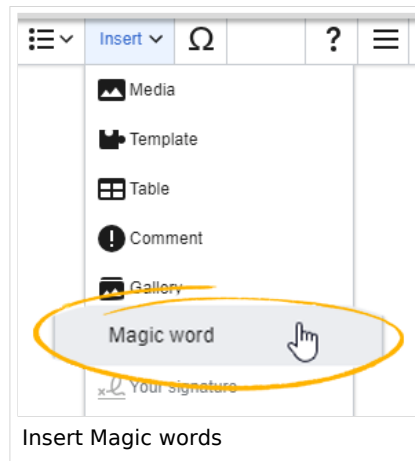 Insert Ω ?
Media
Template
Table
Comment
Gallery
Magic word
Your signature
Insert Magic words